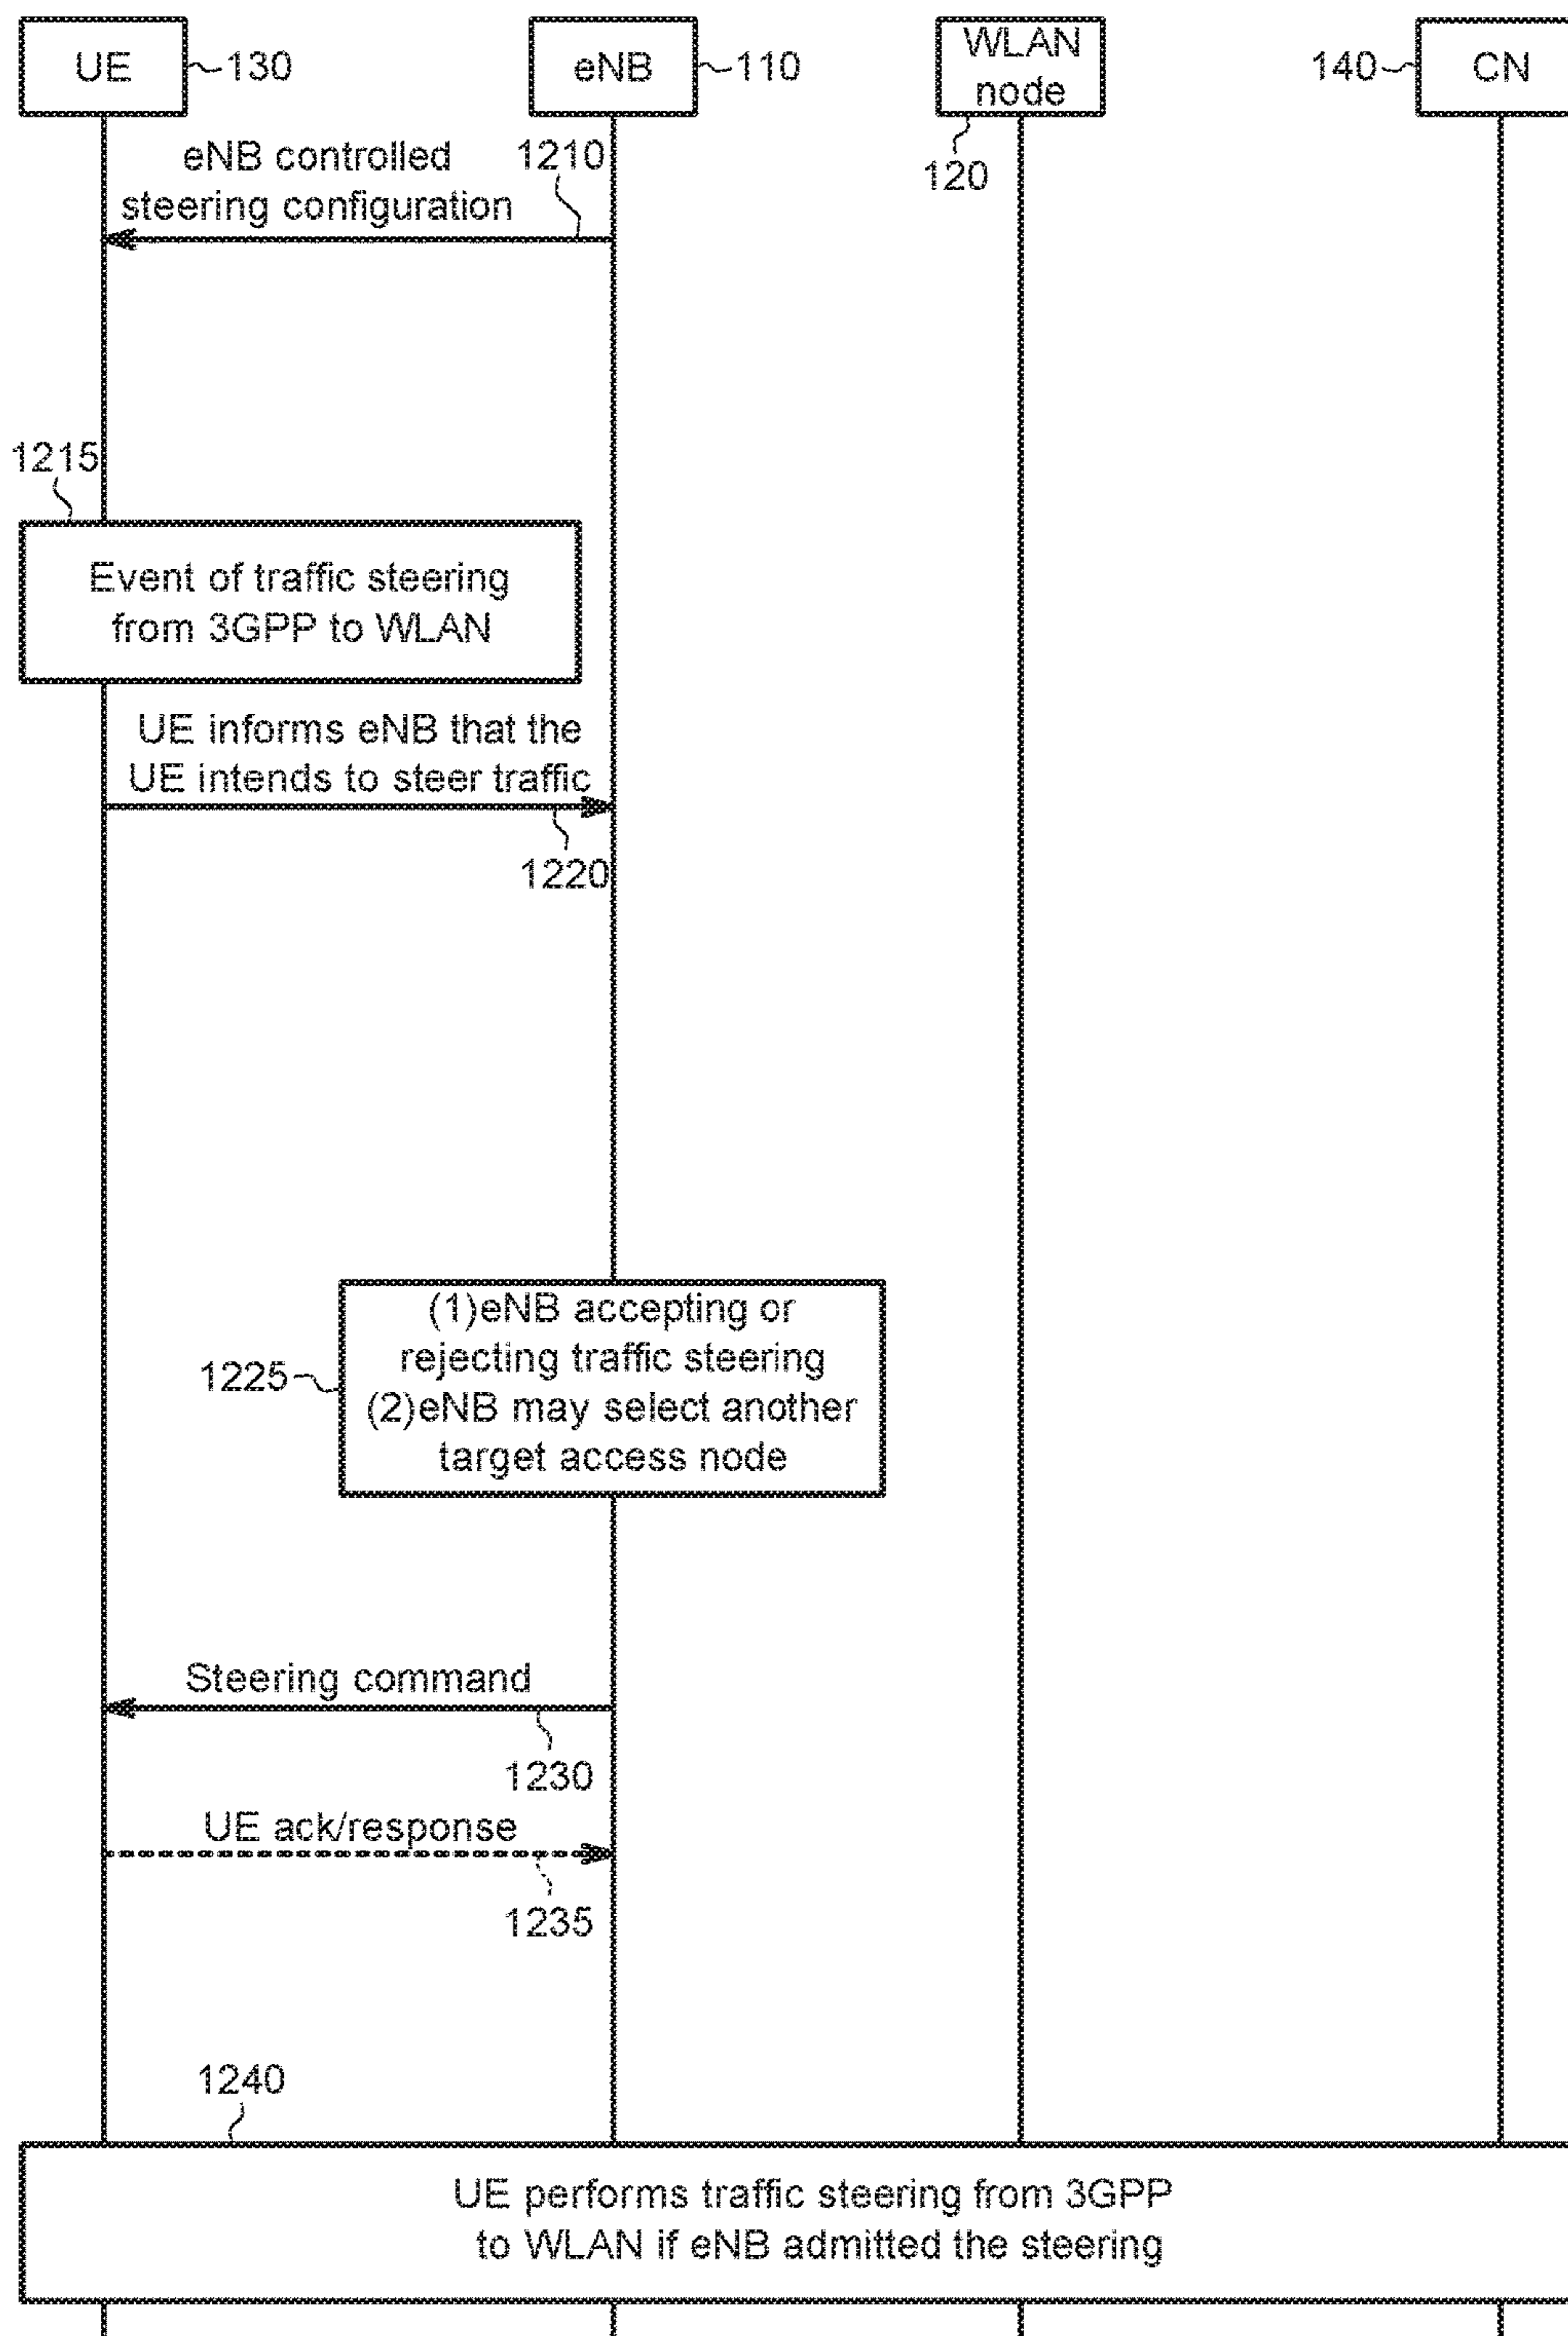 UE
130
eNB
110
WLAN
node
120
140
CN
eNB controlled
steering configuration
1210
1215
Event of traffic steering
from 3GPP to WLAN
UE informs eNB that the
UE intends to steer traffic
1220
(1)eNB accepting or
rejecting traffic steering
(2)eNB may select another
target access node
1225
Steering command
1230
UE ack/response
1235
1240
UE performs traffic steering from 3GPP
to WLAN if eNB admitted the steering